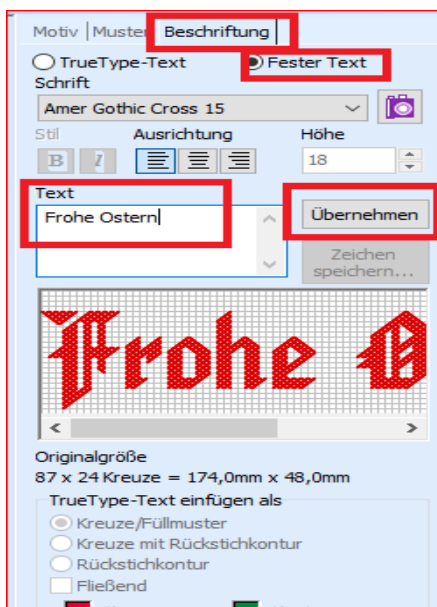 Motiv Muster Beschriftung
TrueType-Text Fester Text
Schrift
Amer Gothic Cross 15
Stil Ausrichtung Höhe
B I 18
Text
Frohe Ostern
Übernehmen
Zeichen
speichern...
Frohe O
Originalgröße
87 x 24 Kreuze = 174,0mm x 48,0mm
TrueType-Text einfügen als
Kreuze/Füllmuster
Kreuze mit Rückstichkontur
Rückstichkontur
Fließend